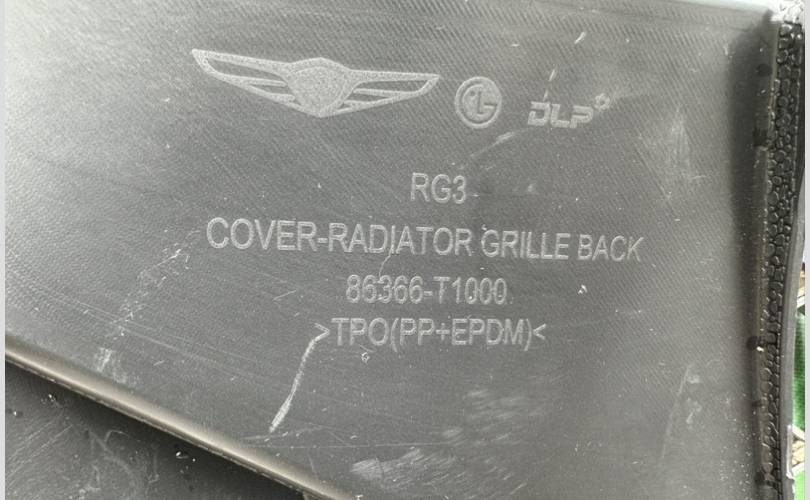 LG DLP
RG3
COVER-RADIATOR GRILLE BACK
86366-T1000
>TPO(PP+EPDM)<